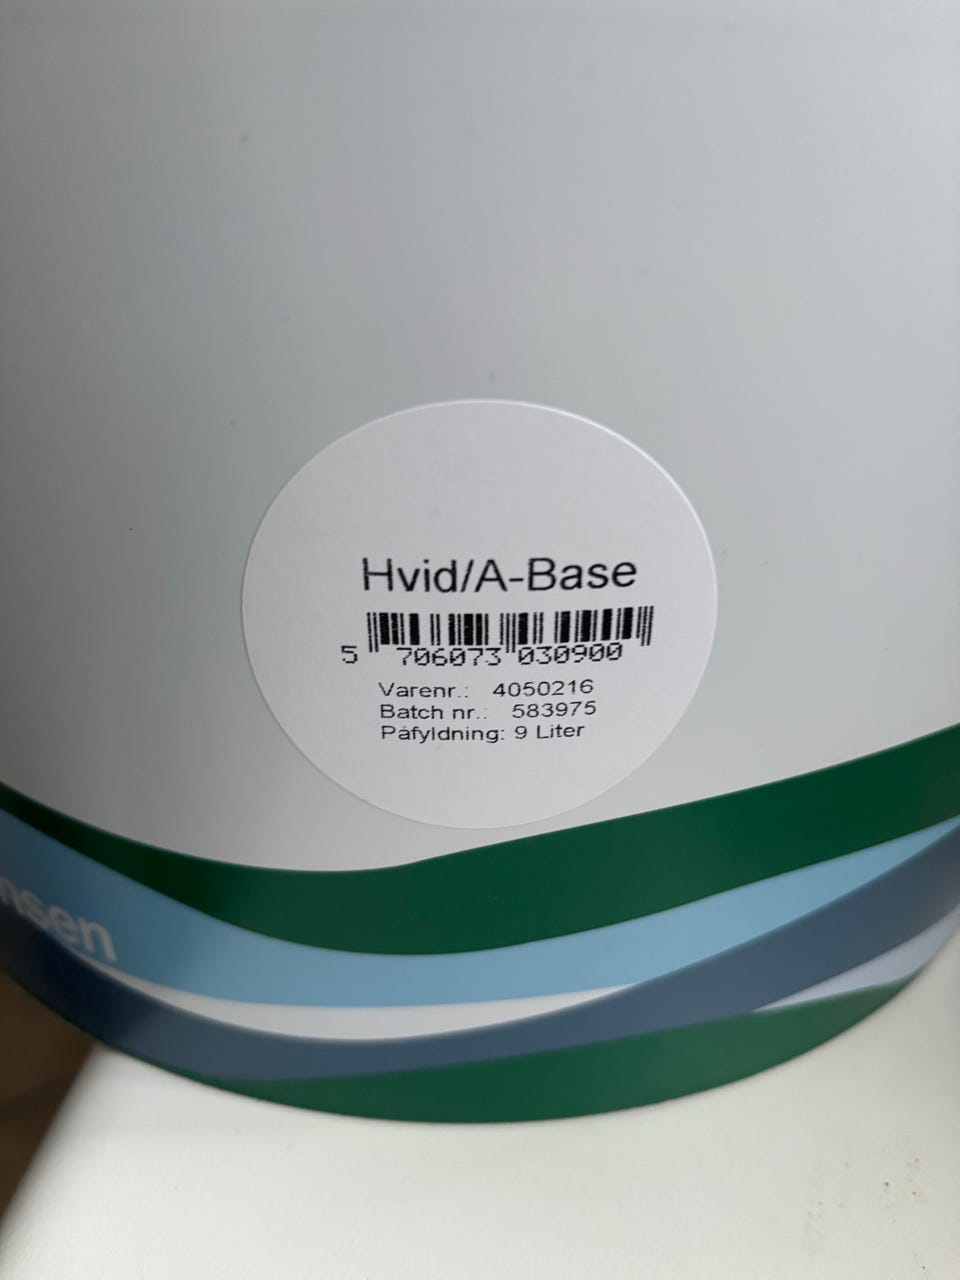 Hvid/A-Base
5 706073 030900
Varenr.: 4050216
Batch nr.: 583975
Påfyldning: 9 Liter